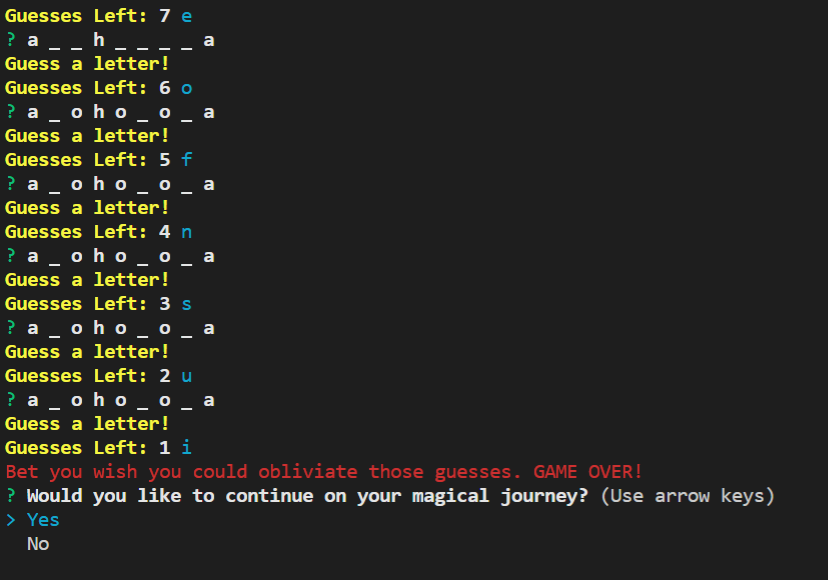 Guesses Left: 7 e
? a _ _ h _ _ _ _ a
Guess a letter!
Guesses Left: 6 o
? a _ o h o _ o _ a
Guess a letter!
Guesses Left: 5 f
? a _ o h o _ o _ a
Guess a letter!
Guesses Left: 4 n
? a _ o h o _ o _ a
Guess a letter!
Guesses Left: 3 s
? a _ o h o _ o _ a
Guess a letter!
Guesses Left: 2 u
? a _ o h o _ o _ a
Guess a letter!
Guesses Left: 1 i
Bet you wish you could obliviate those guesses. GAME OVER!
? Would you like to continue on your magical journey? (Use arrow keys)
> Yes
No